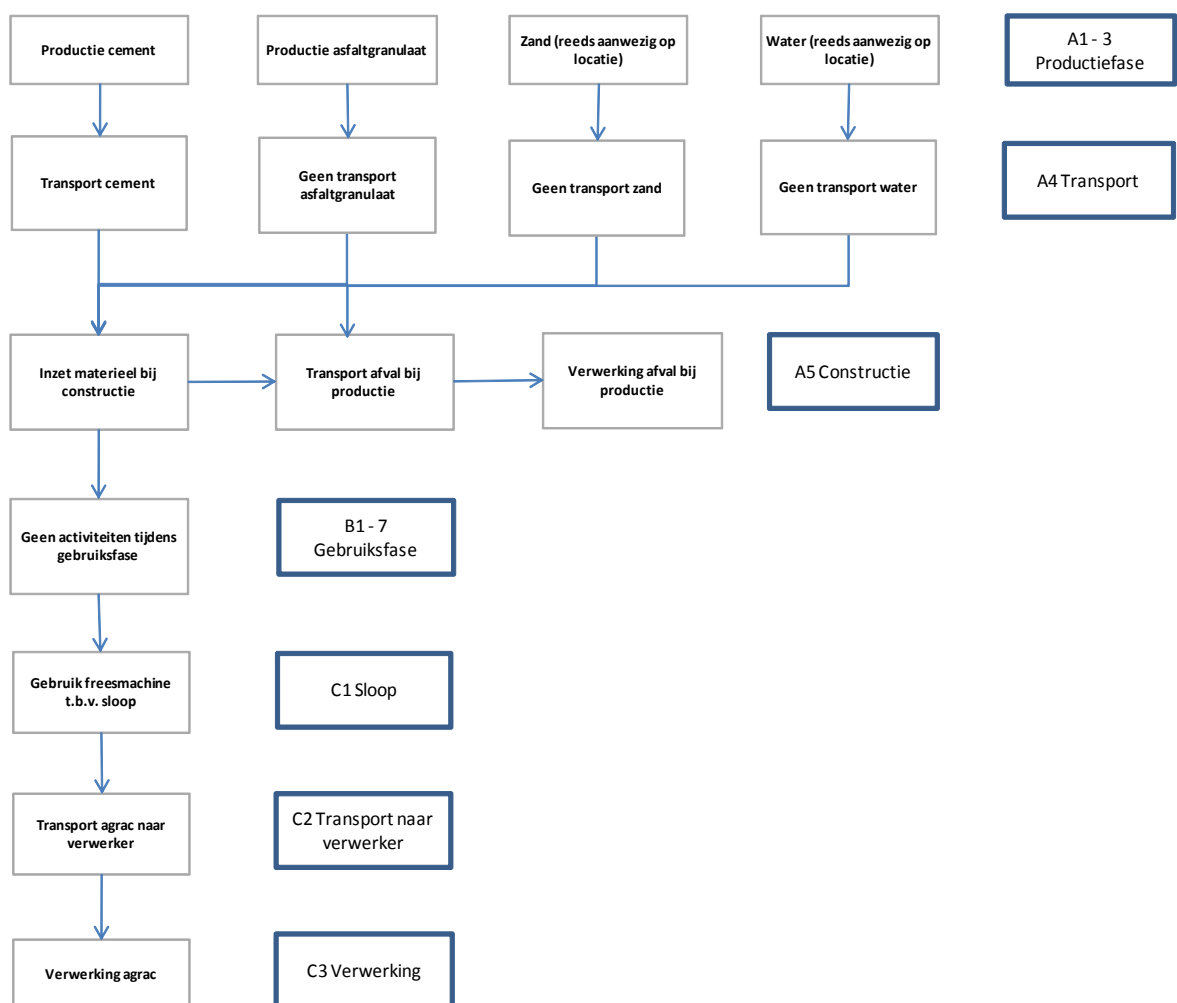 Productie cement
Productie asfaltgranulaat
Zand (reeds aanwezig op
locatie)
Water (reeds aanwezig op
locatie)
A1 - 3
Productiefase
Transport cement
Geen transport
asfaltgranulaat
Geen transport zand
Geen transport water
A4 Transport
Inzet materieel bij
constructie
Transport afval bij
productie
Verwerking afval bij
productie
A5 Constructie
Geen activiteiten tijdens
gebruiksfase
B1 - 7
Gebruiksfase
Gebruik freesmachine
t.b.v. sloop
C1 Sloop
Transport agrac naar
verwerker
C2 Transport naar
verwerker
Verwerking agrac
C3 Verwerking